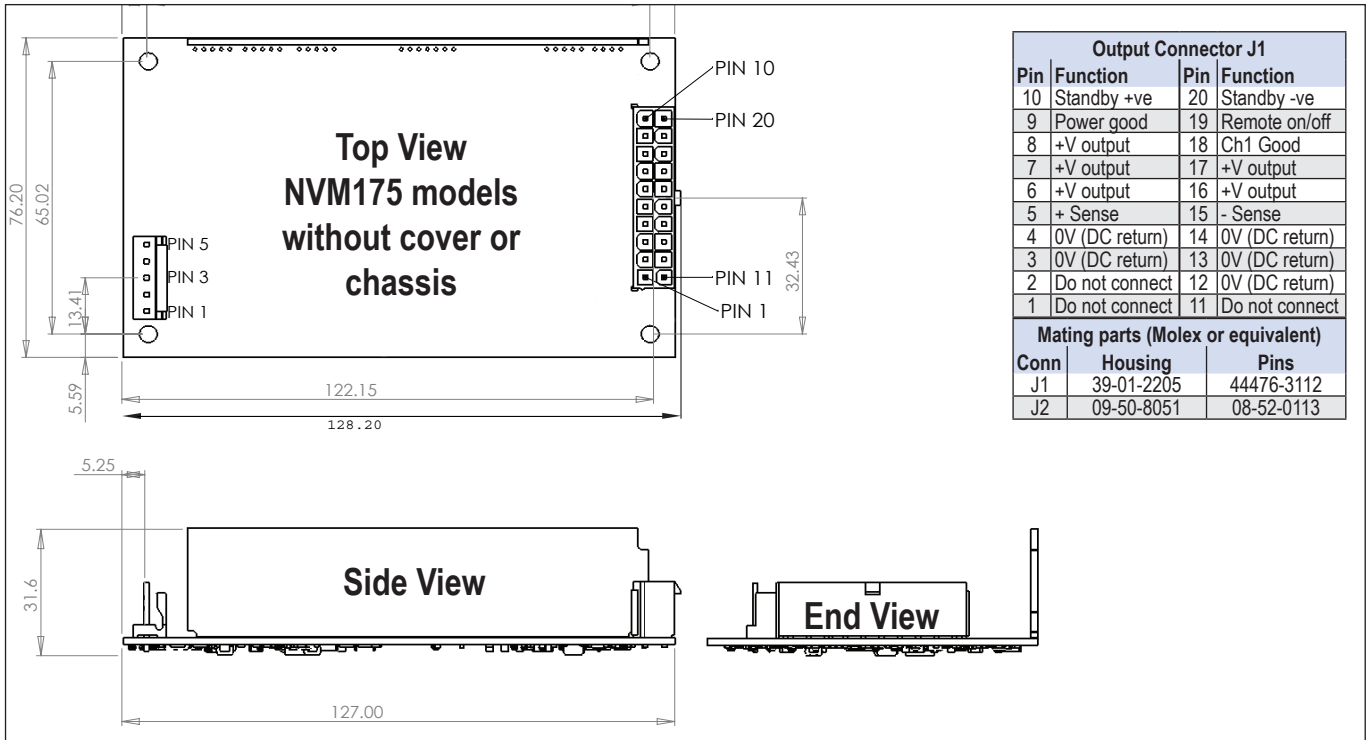 PIN 10
PIN 20
Top View
NVM175 models
without cover or
chassis
76.20
65.02
PIN 5
PIN 3
PIN 1
13.41
5.59
PIN 11
PIN 1
32.43
122.15
128.20
Output Connector J1
Pin Function Pin Function
10 Standby +ve 20 Standby -ve
9 Power good 19 Remote on/off
8 +V output 18 Ch1 Good
7 +V output 17 +V output
6 +V output 16 +V output
5 + Sense 15 - Sense
4 0V (DC return) 14 0V (DC return)
3 0V (DC return) 13 0V (DC return)
2 Do not connect 12 0V (DC return)
1 Do not connect 11 Do not connect
Mating parts (Molex or equivalent)
Conn Housing Pins
J1 39-01-2205 44476-3112
J2 09-50-8051 08-52-0113
5.25
31.6
Side View
End View
127.00